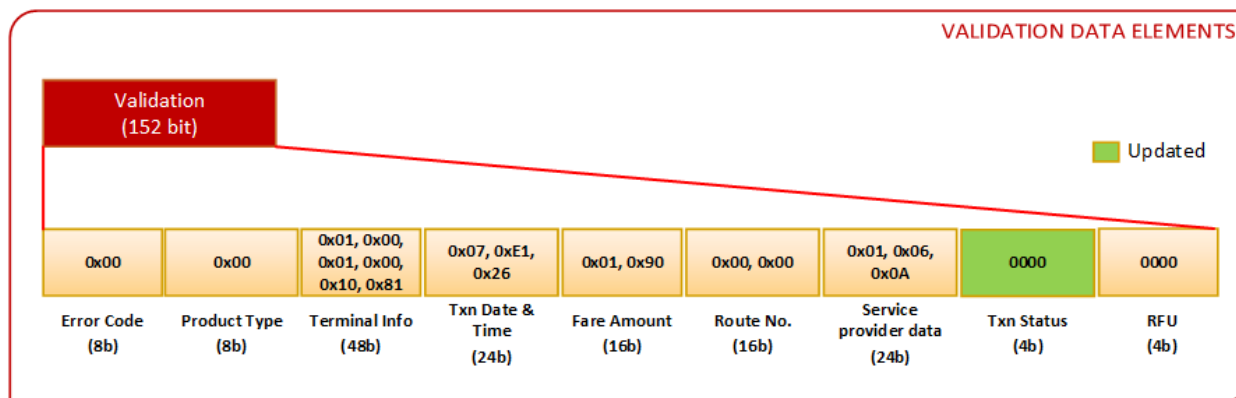 VALIDATION DATA ELEMENTS
Validation
(152 bit)
Updated
0x00
0x00
0x01, 0x00,
0x01, 0x00,
0x10, 0x81
0x07, 0xE1,
0x26
0x01, 0x90
0x00, 0x00
0x01, 0x06,
0x0A
0000
0000
Error Code
(8b)
Product Type
(8b)
Terminal Info
(48b)
Txn Date &
Time
(24b)
Fare Amount
(16b)
Route No.
(16b)
Service
provider data
(24b)
Txn Status
(4b)
RFU
(4b)